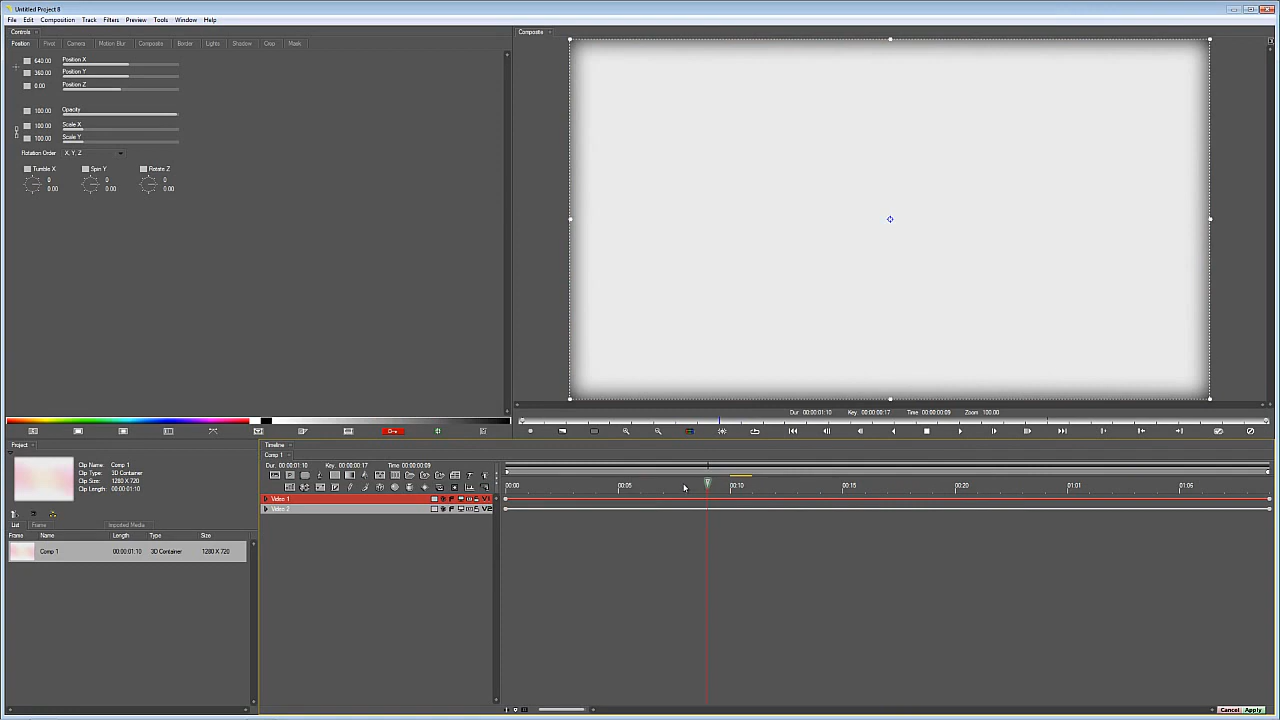 Untitled Project 8
File Edit Composition Track Filters Preview Tools Window Help
Controls
Position Pivot Camera Motion Blur Composite Border Lights Shadow Crop Mask
640.00 Position X
360.00 Position Y
0.00 Position Z
100.00 Opacity
100.00 Scale X
100.00 Scale Y
Rotation Order X, Y, Z
Tumble X Spin Y Rotate Z
0 0 0
0.00 0.00 0.00
Composite
Dur 00:00:01:10 Key 00:00:00:17 Time 00:00:00:09 Zoom 100.00
Project
Clip Name: Comp 1
Clip Type: 3D Container
Clip Size: 1280 X 720
Clip Length: 00:00:01:10
List Frame Imported Media
Frame Name Length Type Size
Comp 1 00:00:01:10 3D Container 1280 X 720
Timeline
Comp 1
Dur. 00:00:01:10 Key. 00:00:00:17 Time 00:00:00:09
00:00 00:05 00:10 00:15 00:20 01:01 01:05
Video 1 V1
Video 2 V2
Cancel Apply